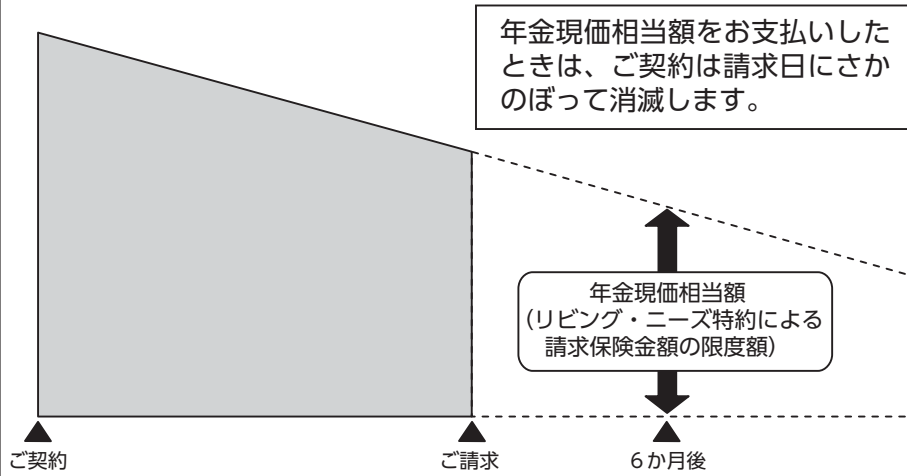 年金現価相当額をお支払いした
ときは、ご契約は請求日にさか
のぼって消滅します。
年金現価相当額
(リビング・ニーズ特約による
請求保険金額の限度額)
ご契約
ご請求
6か月後